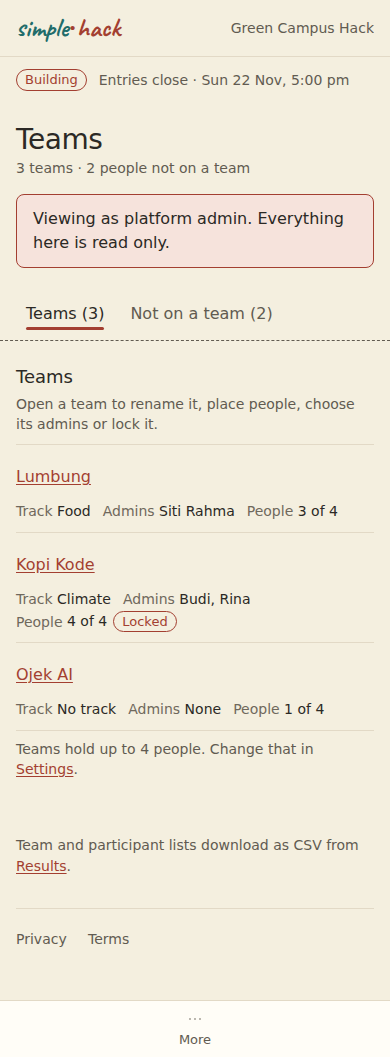 simple·hack
Green Campus Hack
Building
Entries close · Sun 22 Nov, 5:00 pm
Teams
3 teams · 2 people not on a team
Viewing as platform admin. Everything
here is read only.
Teams (3)
Not on a team (2)
Teams
Open a team to rename it, place people, choose
its admins or lock it.
Lumbung
Track Food Admins Siti Rahma People 3 of 4
Kopi Kode
Track Climate Admins Budi, Rina
People 4 of 4 Locked
Ojek AI
Track No track Admins None People 1 of 4
Teams hold up to 4 people. Change that in
Settings.
Team and participant lists download as CSV from
Results.
Privacy Terms
...
More